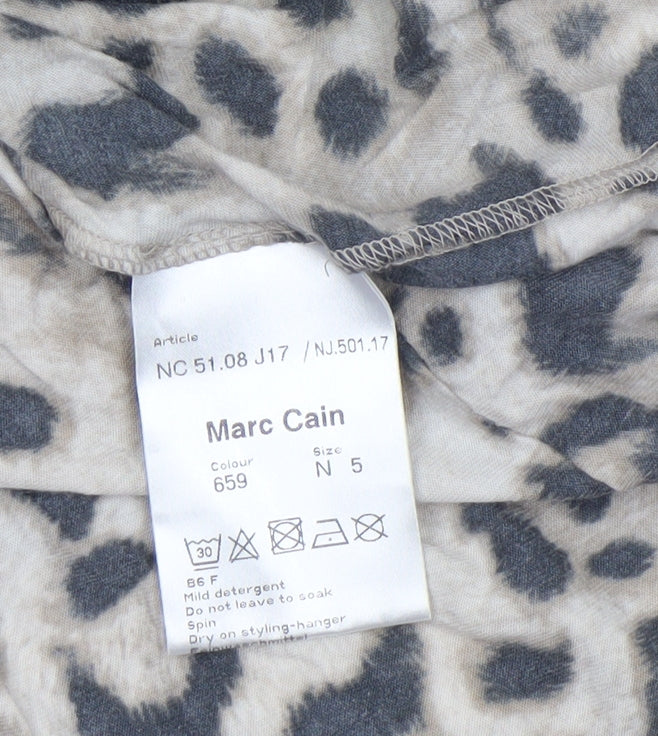 Article
NC 51.08 J17 / NJ.501.17
Marc Cain
Colour Size
659 N 5
30
B6 F
Mild detergent
Do not leave to soak
Spin
Dry on styling-hanger